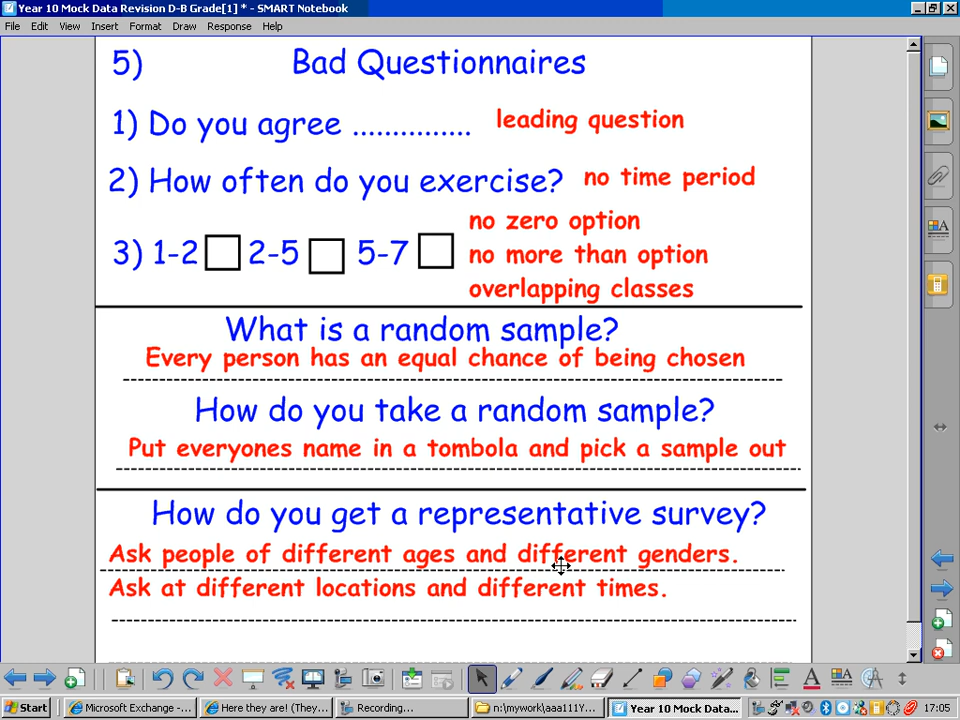 Year 10 Mock Data Revision D-B Grade[1] * - SMART Notebook
File Edit View Insert Format Draw Response Help
5) Bad Questionnaires
1) Do you agree ............... leading question
2) How often do you exercise? no time period
no zero option
3) 1-2 2-5 5-7 no more than option
overlapping classes
What is a random sample?
Every person has an equal chance of being chosen
How do you take a random sample?
Put everyones name in a tombola and pick a sample out
How do you get a representative survey?
Ask people of different ages and different genders.
Ask at different locations and different times.
Start Microsoft Exchange - ... Here they are! (They... Recording... n:\mywork\aaa111Y... Year 10 Mock Data... 17:05